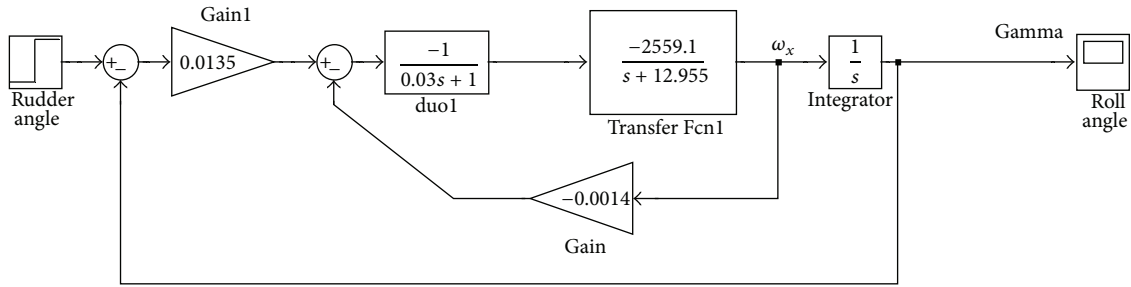 Gain1
Gamma
+
−
0.0135
+
−
−1
0.03s + 1
−2559.1
s + 12.955
ωx
1
s
Rudder
angle
duo1
Transfer Fcn1
Integrator
Roll
angle
−0.0014
Gain